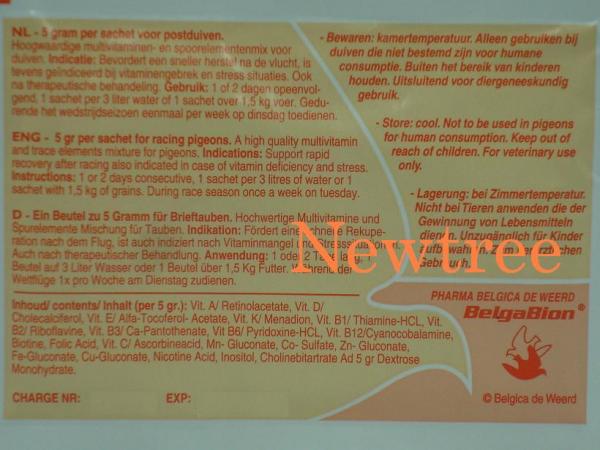 NL - 5 gram per sachet voor postduiven.
Hoogwaardige multivitaminen- en spoorelementenmix voor
duiven. Indicatie: Bevordert een sneller herstel na de vlucht, is
tevens geïndiceerd bij vitaminengebrek en stress situaties. Ook
na therapeutische behandeling. Gebruik: 1 of 2 dagen opeenvol-
gend, 1 sachet per 3 liter water of 1 sachet over 1,5 kg voer. Gedu-
rende het wedstrijdseizoen eenmaal per week op dinsdag toedienen.
ENG - 5 gr per sachet for racing pigeons. A high quality multivitamin
and trace elements mixture for pigeons. Indications: Support rapid
recovery after racing also indicated in case of vitamin deficiency and stress.
Instructions: 1 or 2 days consecutive, 1 sachet per 3 litres of water or 1
sachet with 1,5 kg of grains. During race season once a week on tuesday.
D - Ein Beutel zu 5 Gramm für Brieftauben. Hochwertige Multivitamine und
Spurelemente Mischung für Tauben. Indikation: Fördert eine schnelle Rekupe-
ration nach dem Flug, ist auch indiziert nach Vitaminmangel
Auch nach therapeutischer Behandlung. Anwendung: 1 oder 2
Beutel auf 3 Liter Wasser oder 1 Beutel über 1,5 Kg Futter. während der
Wettflüge 1x pro Woche am Dienstag zudienen.
Inhoud/ contents/ Inhalt (per 5 gr.): Vit. A/ Retinolacetate, Vit. D/
Cholecalciferol, Vit. E/ Alfa-Tocoferol- Acetate, Vit. K/ Menadion, Vit. B1/ Thiamine-HCL, Vit.
B2/ Riboflavine, Vit. B3/ Ca-Pantothenate, Vit B6/ Pyridoxine-HCL, Vit. B12/Cyanocobalamine,
Biotine, Folic Acid, Vit. C/ Ascorbineacid, Mn- Gluconate, Co- Sulfate, Zn- Gluconate,
Fe-Gluconate, Cu-Gluconate, Nicotine Acid, Inositol, Cholinebitartrate Ad 5 gr Dextrose
Monohydrate.
CHARGE NR: EXP:
- Bewaren: kamertemperatuur. Alleen gebruiken bij
duiven die niet bestemd zijn voor humane
consumptie. Buiten het bereik van kinderen
houden. Uitsluitend voor diergeneeskundig
gebruik.
- Store: cool. Not to be used in pigeons
for human consumption. Keep out of
reach of children. For veterinary use
only.
- Lagerung: bei Zimmertemperatur.
Nicht bei Tieren anwenden die der
Gewinnung von Lebensmitteln
dienen. Unzugänglich für Kinder
aufbewahren. Zum tierärztlichen
Gebrauch.
Newtree
PHARMA BELGICA DE WEERD
BelgaBion®
© Belgica de Weerd